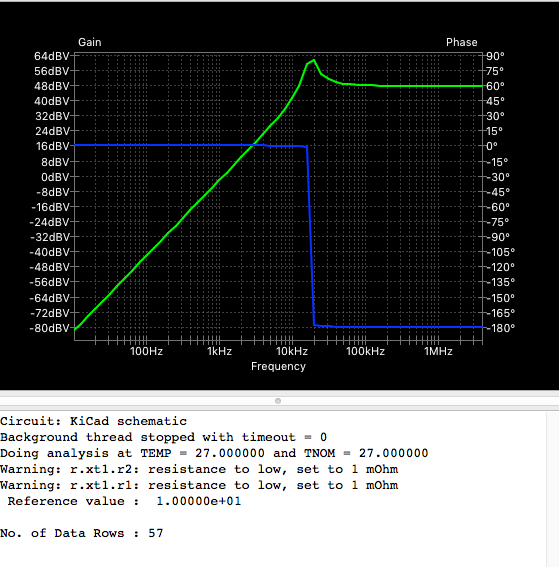 Gain Phase
64dBV 90°
56dBV 75°
48dBV 60°
40dBV 45°
32dBV 30°
24dBV 15°
16dBV 0°
8dBV -15°
0dBV -30°
-8dBV -45°
-16dBV -60°
-24dBV -75°
-32dBV -90°
-40dBV -105°
-48dBV -120°
-56dBV -135°
-64dBV -150°
-72dBV -165°
-80dBV -180°
100Hz 1kHz 10kHz 100kHz 1MHz
Frequency
Circuit: KiCad schematic
Background thread stopped with timeout = 0
Doing analysis at TEMP = 27.000000 and TNOM = 27.000000
Warning: r.xt1.r2: resistance to low, set to 1 mOhm
Warning: r.xt1.r1: resistance to low, set to 1 mOhm
Reference value :  1.00000e+01
No. of Data Rows : 57